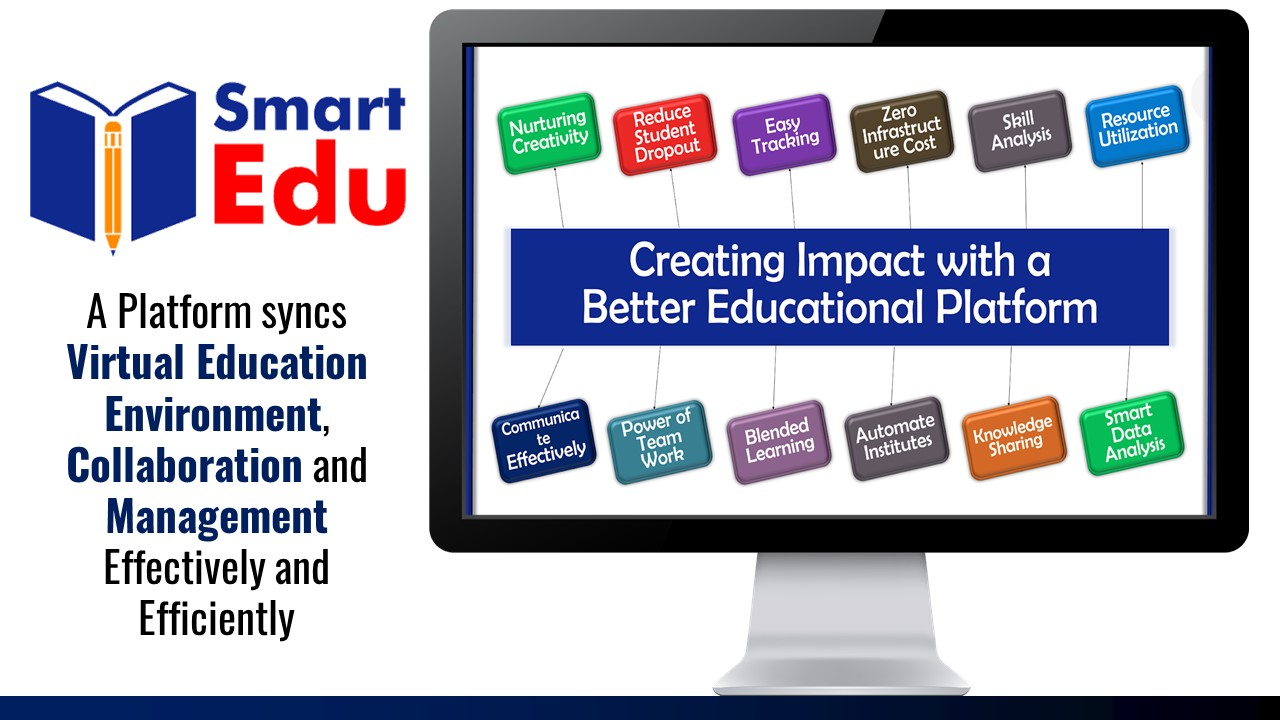 Smart
Edu
A Platform syncs
Virtual Education
Environment,
Collaboration and
Management
Effectively and
Efficiently
Nurturing
Creativity
Reduce
Student
Dropout
Easy
Tracking
Zero
Infrastruct
ure Cost
Skill
Analysis
Resource
Utilization
Creating Impact with a
Better Educational Platform
Communica
te
Effectively
Power of
Team
Work
Blended
Learning
Automate
Institutes
Knowledge
Sharing
Smart
Data
Analysis